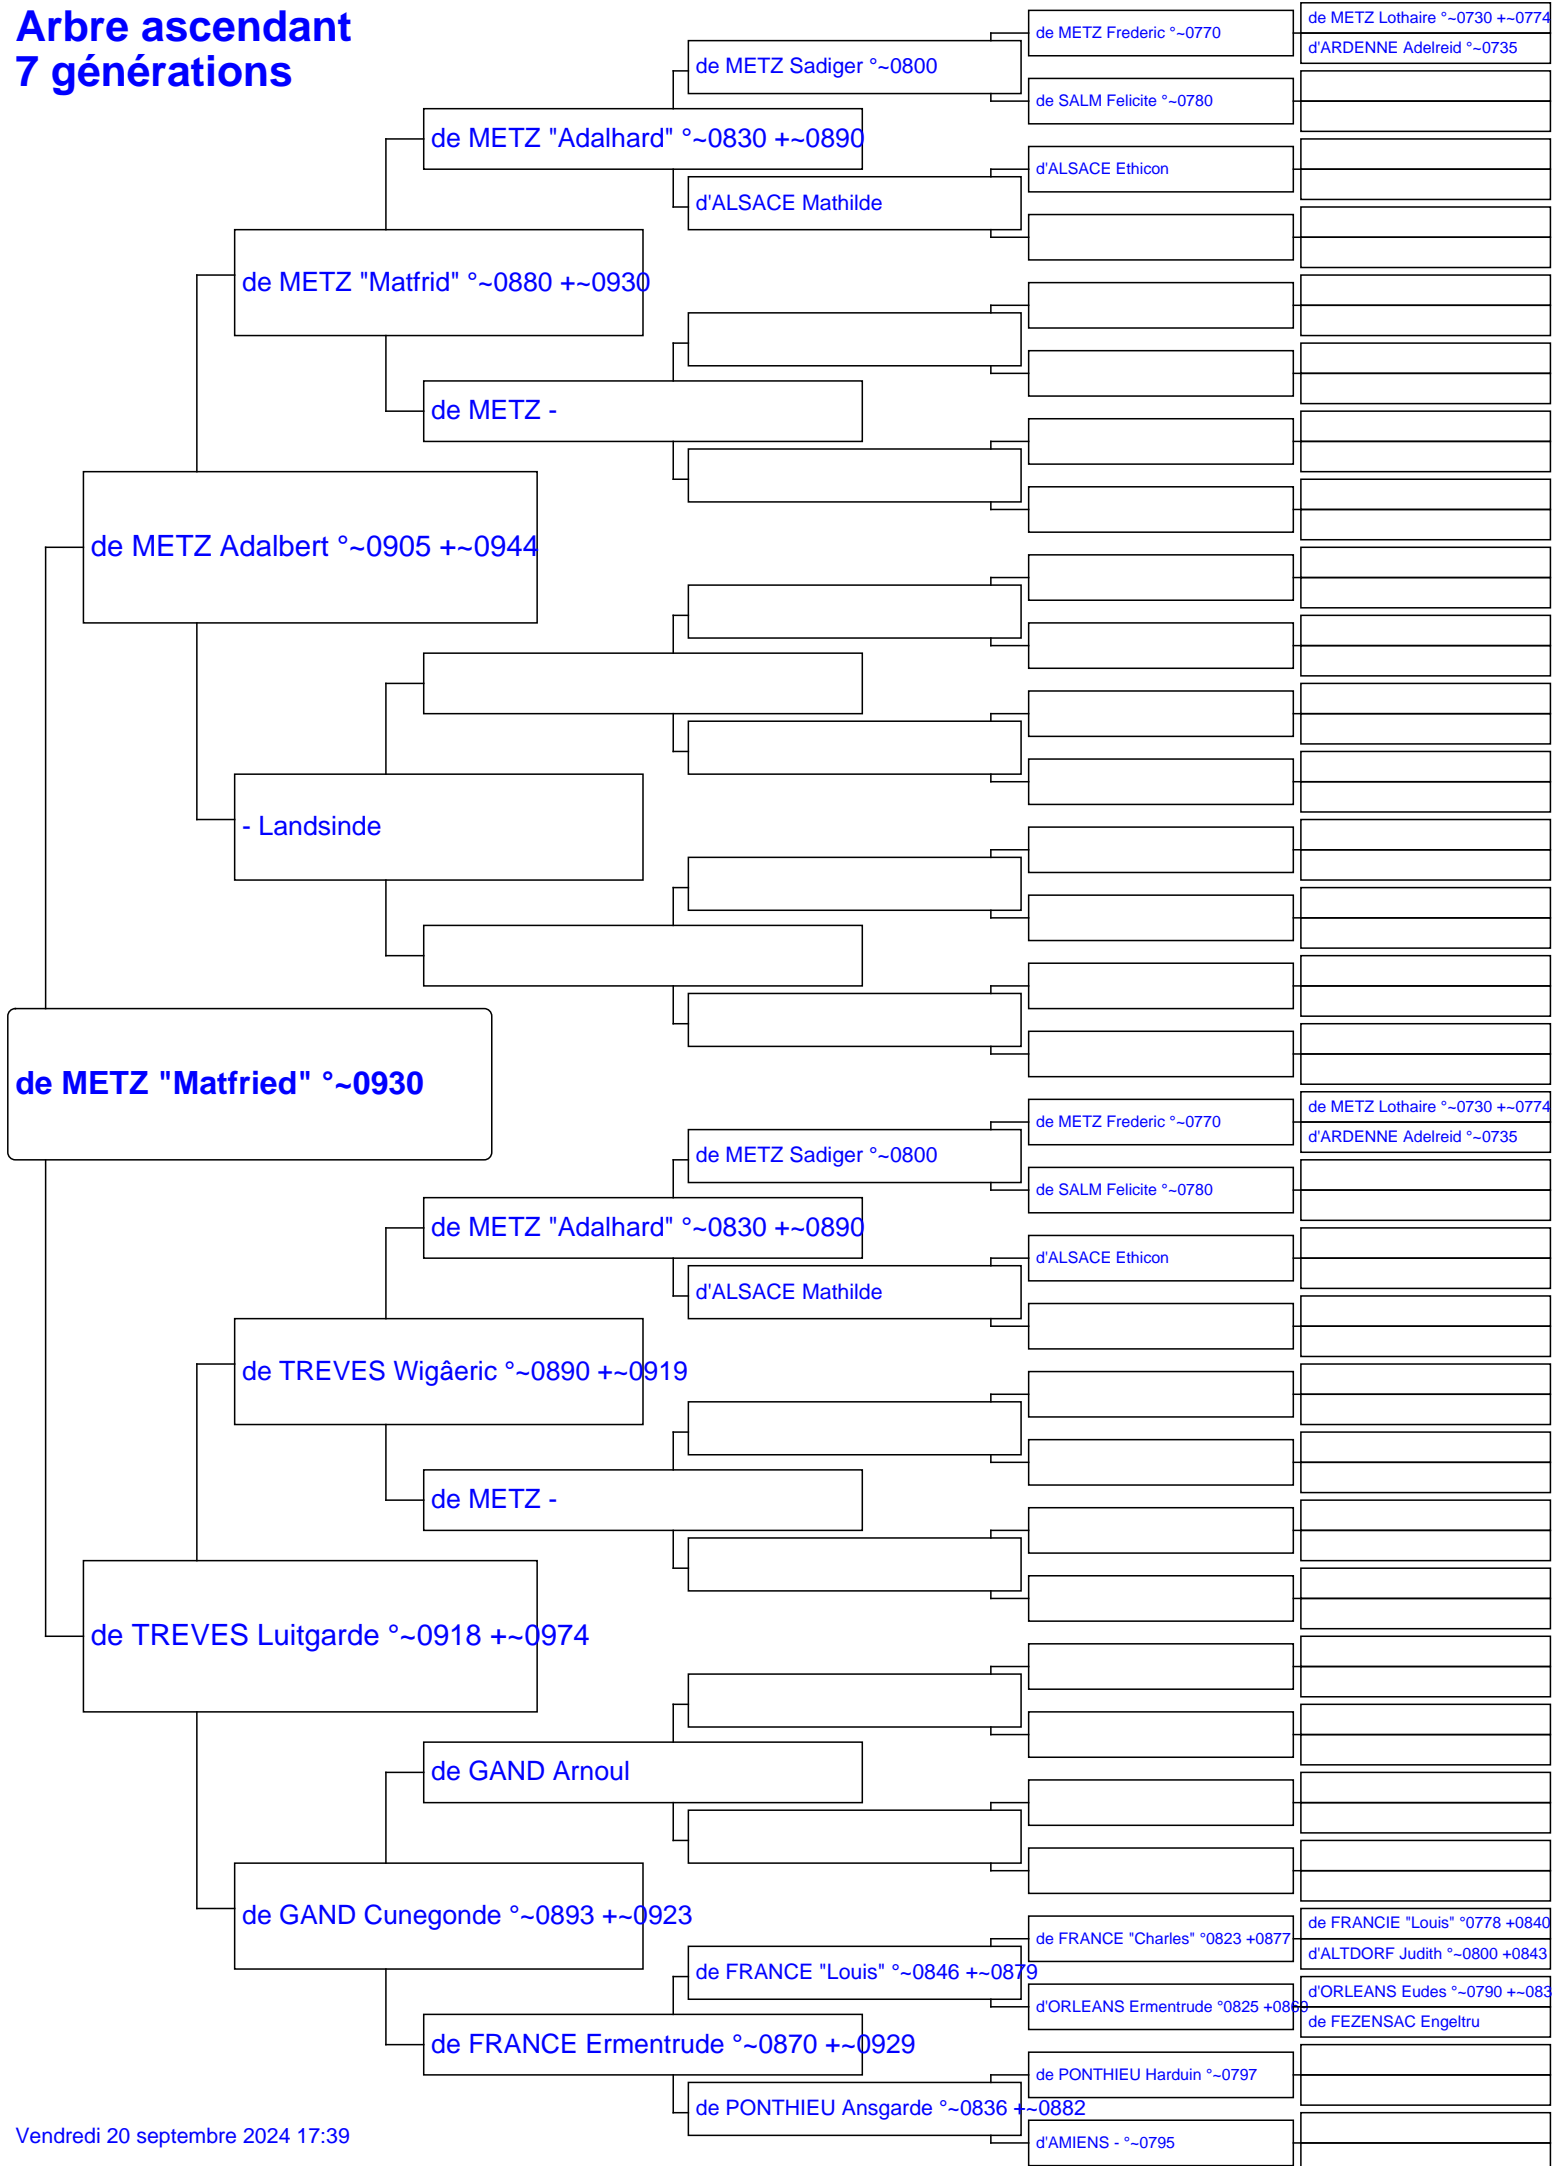 Arbre ascendant
7 générations
de METZ Lothaire °~0730 +~0774
de METZ Frederic °~0770
d'ARDENNE Adelreid °~0735
de METZ Sadiger °~0800
de SALM Felicite °~0780
de METZ "Adalhard" °~0830 +~0890
d'ALSACE Ethicon
d'ALSACE Mathilde
de METZ "Matfrid" °~0880 +~0930
de METZ -
de METZ Adalbert °~0905 +~0944
- Landsinde
de METZ "Matfried" °~0930
de METZ Lothaire °~0730 +~0774
de METZ Frederic °~0770
d'ARDENNE Adelreid °~0735
de METZ Sadiger °~0800
de SALM Felicite °~0780
de METZ "Adalhard" °~0830 +~0890
d'ALSACE Ethicon
d'ALSACE Mathilde
de TREVES Wigâeric °~0890 +~0919
de METZ -
de TREVES Luitgarde °~0918 +~0974
de GAND Arnoul
de GAND Cunegonde °~0893 +~0923
de FRANCIE "Louis" °0778 +0840
de FRANCE "Charles" °0823 +0877
d'ALTDORF Judith °~0800 +0843
de FRANCE "Louis" °~0846 +~0879
d'ORLEANS Eudes °~0790 +~083
d'ORLEANS Ermentrude °0825 +0869
de FEZENSAC Engeltru
de FRANCE Ermentrude °~0870 +~0929
de PONTHIEU Harduin °~0797
de PONTHIEU Ansgarde °~0836 +~0882
d'AMIENS - °~0795
Vendredi 20 septembre 2024 17:39